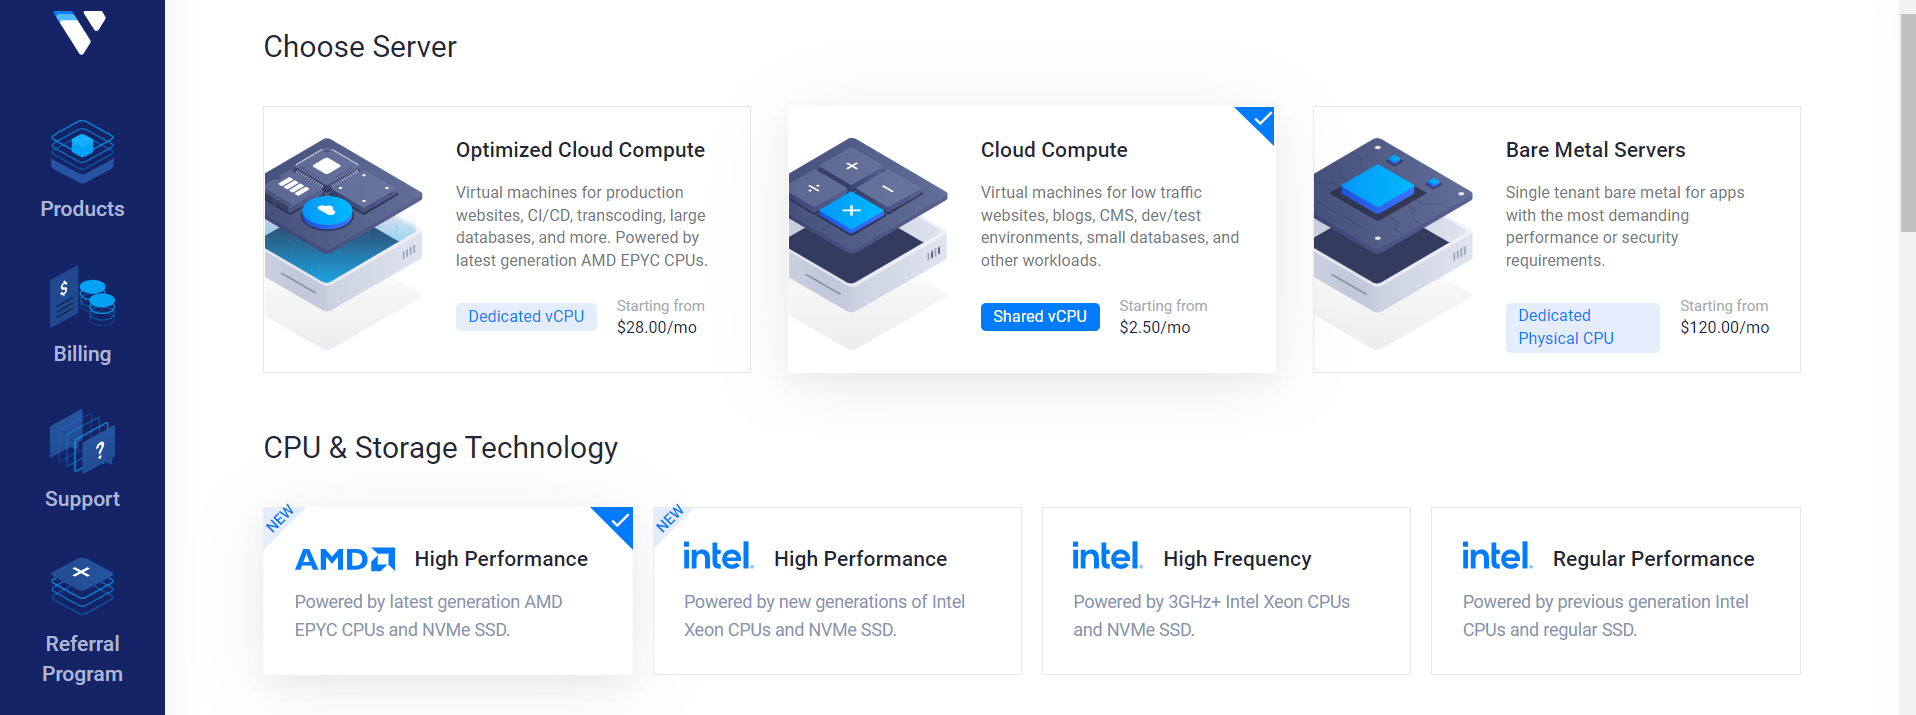 Choose Server
Optimized Cloud Compute
Virtual machines for production
websites, CI/CD, transcoding, large
databases, and more. Powered by
latest generation AMD EPYC CPUs.
Dedicated vCPU
Starting from
$28.00/mo
Cloud Compute
Virtual machines for low traffic
websites, blogs, CMS, dev/test
environments, small databases, and
other workloads.
Shared vCPU
Starting from
$2.50/mo
Bare Metal Servers
Single tenant bare metal for apps
with the most demanding
performance or security
requirements.
Dedicated
Physical CPU
Starting from
$120.00/mo
Products
Billing
Support
Referral
Program
CPU & Storage Technology
NEW
AMD High Performance
Powered by latest generation AMD
EPYC CPUs and NVMe SSD.
NEW
intel. High Performance
Powered by new generations of Intel
Xeon CPUs and NVMe SSD.
intel. High Frequency
Powered by 3GHz+ Intel Xeon CPUs
and NVMe SSD.
intel. Regular Performance
Powered by previous generation Intel
CPUs and regular SSD.